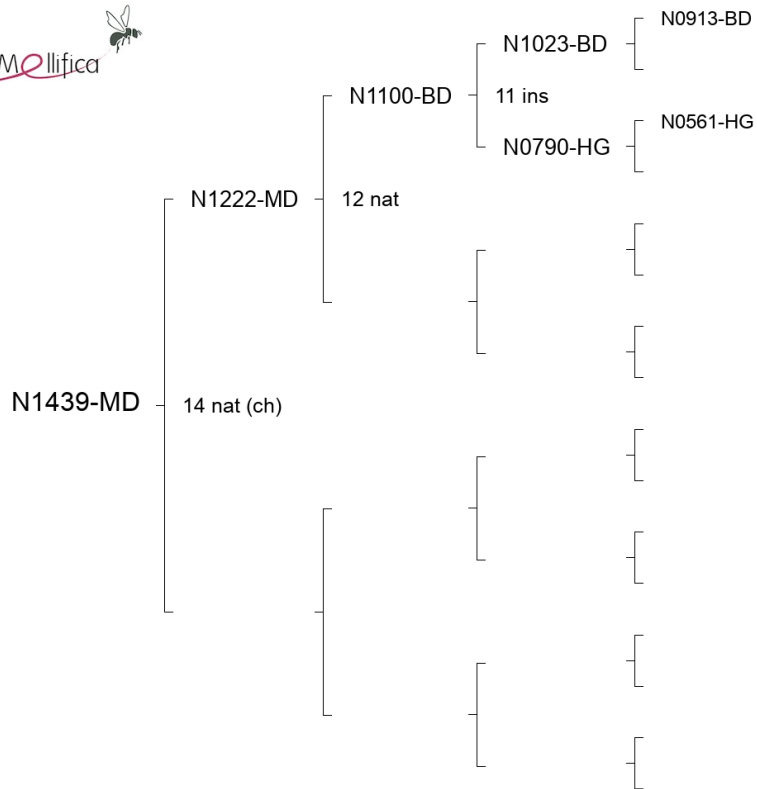 Mellifica
N0913-BD
N1023-BD
N1100-BD
11 ins
N0790-HG
N0561-HG
N1222-MD
12 nat
N1439-MD
14 nat (ch)